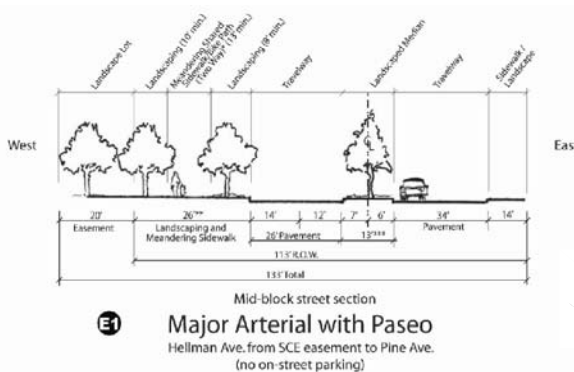 Landscape Lot
Landscaping (10' min.)
Meandering Shared
Sidewalk/Bike Path
(Two Way)* (13' min.)
Landscaping (8' min.)
Travelway
Landscaped Median
Travelway
Sidewalk /
Landscape
West
Eas
20'
14'
12'
7'
6'
34'
14'
Easement
Landscaping and
Meandering Sidewalk
26' Pavement
Pavement
113' R.O.W.
133' Total
Mid-block street section
E1
Major Arterial with Paseo
Hellman Ave. from SCE easement to Pine Ave.
(no on-street parking)